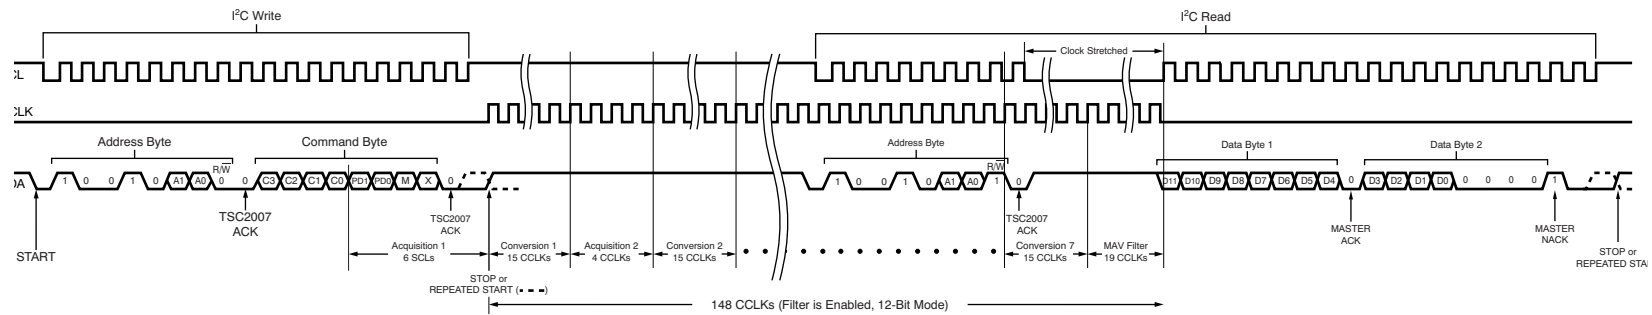 I²C Write
I²C Read
Clock Stretched
CL
CLK
Address Byte
Command Byte
Address Byte
Data Byte 1
Data Byte 2
R/W̅
R/W̅
DA
1 0 0 1 0 A1 A0 0 0 C3 C2 C1 C0 PD1 PD0 M X 0 1 0 0 1 0 A1 A0 1 0 D11 D10 D9 D8 D7 D6 D5 D4 0 D3 D2 D1 D0 0 0 0 0 1
START
TSC2007
ACK
TSC2007
ACK
TSC2007
ACK
MASTER
ACK
MASTER
NACK
STOP or
REPEATED STA
Acquisition 1
6 SCLs
Conversion 1
15 CCLKs
Acquisition 2
4 CCLKs
Conversion 2
15 CCLKs
Conversion 7
15 CCLKs
MAV Filter
19 CCLKs
STOP or
REPEATED START ( )
148 CCLKs (Filter is Enabled, 12-Bit Mode)